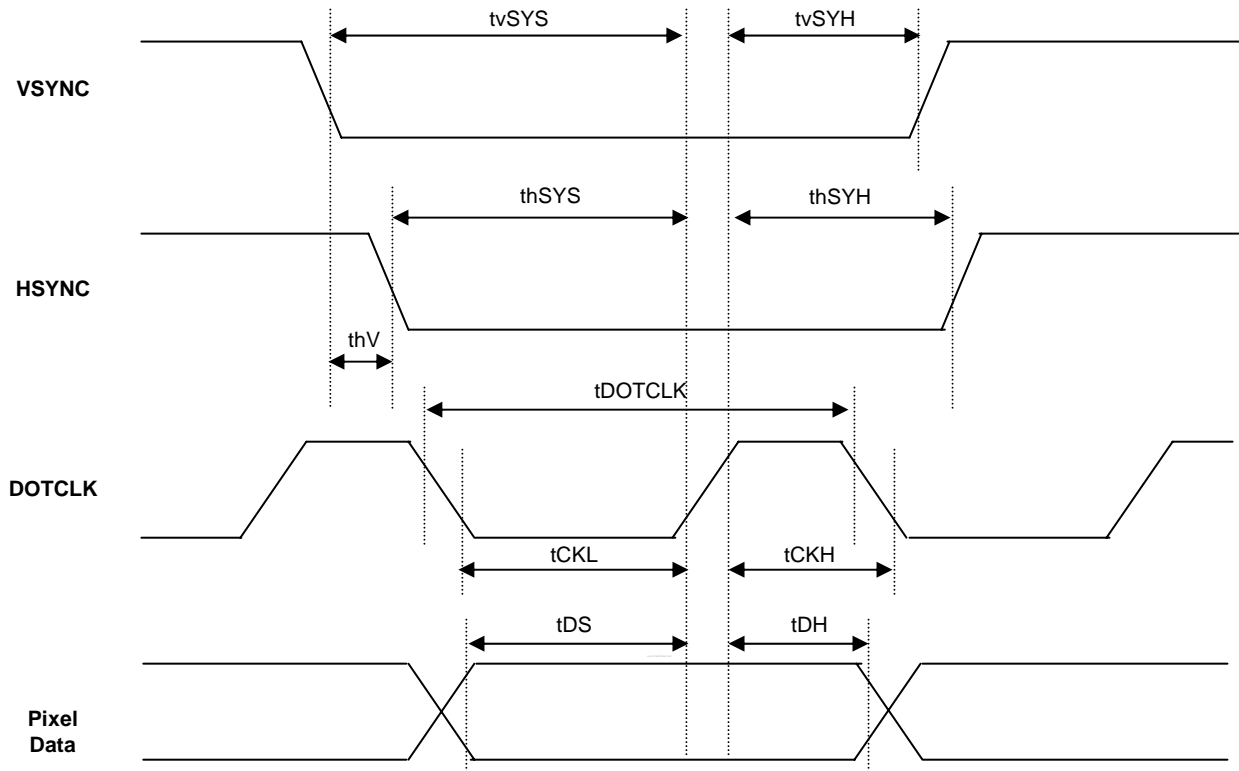 tvSYS tvSYH
VSYNC
thSYS thSYH
HSYNC
thV
tDOTCLK
DOTCLK
tCKL tCKH
tDS tDH
Pixel
Data